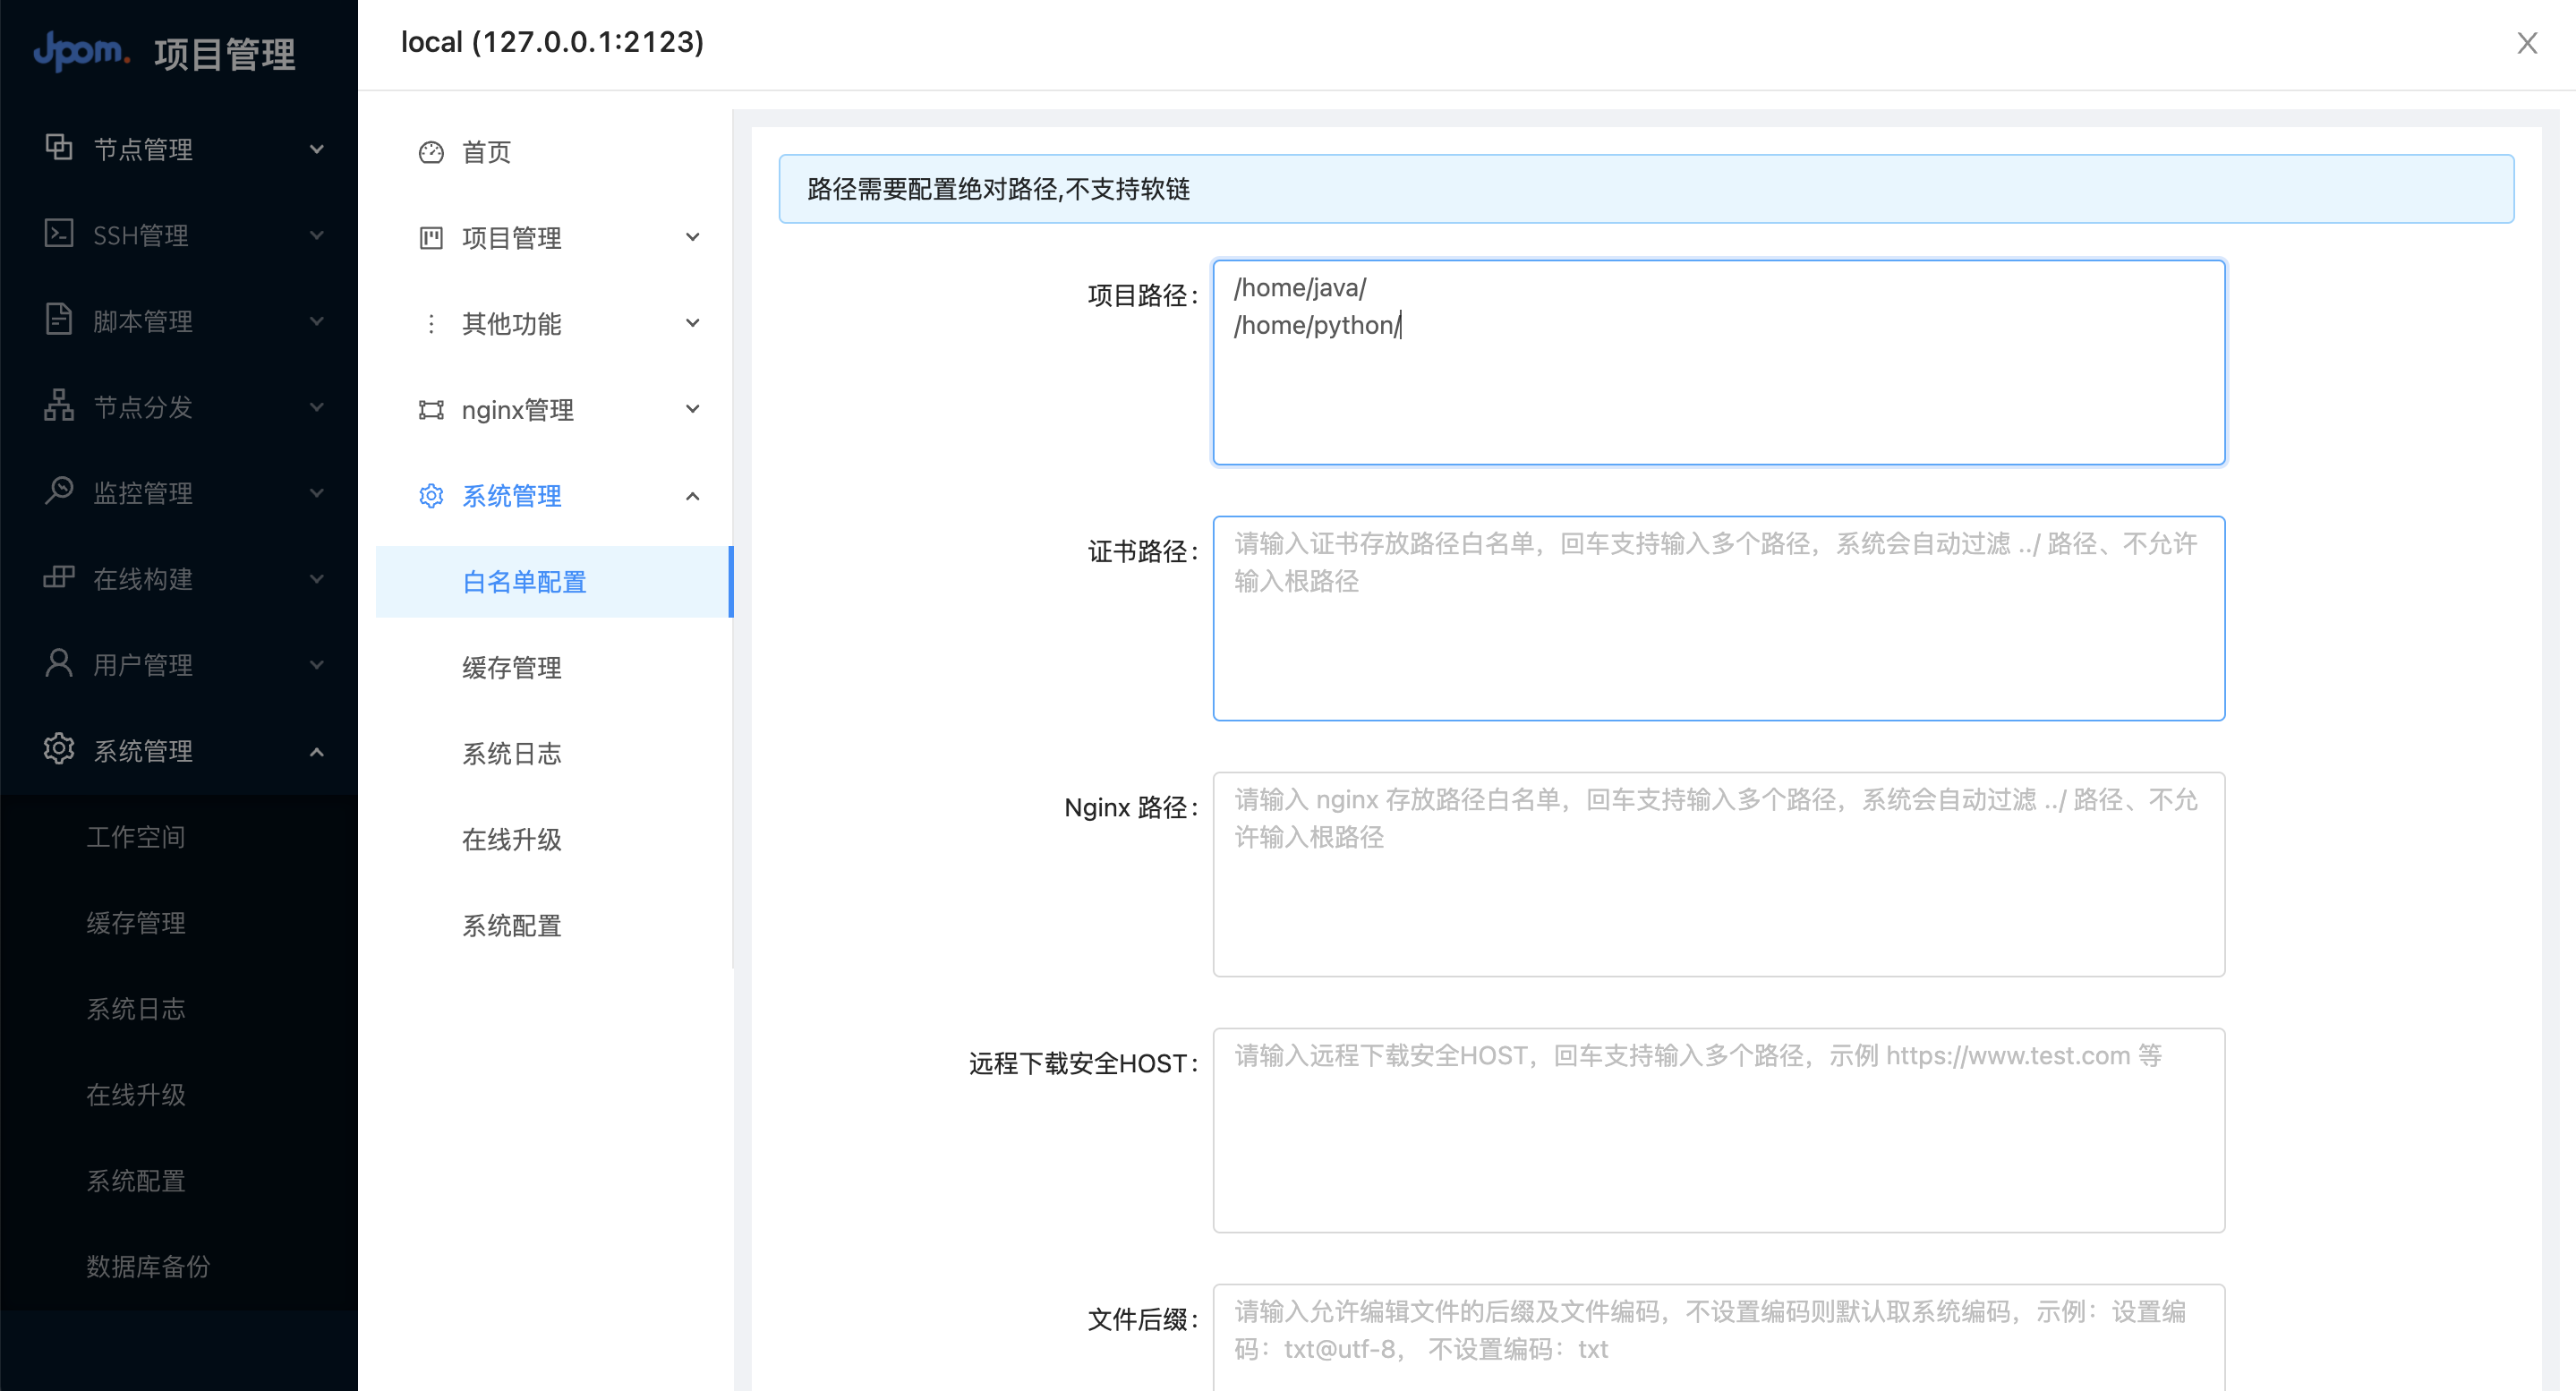 Jpom. 项目管理
节点管理
SSH管理
脚本管理
节点分发
监控管理
在线构建
用户管理
系统管理
工作空间
缓存管理
系统日志
在线升级
系统配置
数据库备份
local (127.0.0.1:2123)
首页
项目管理
其他功能
nginx管理
系统管理
白名单配置
缓存管理
系统日志
在线升级
系统配置
路径需要配置绝对路径,不支持软链
项目路径:
/home/java/
/home/python/
证书路径:
请输入证书存放路径白名单，回车支持输入多个路径，系统会自动过滤 ../ 路径、不允许
输入根路径
Nginx 路径:
请输入 nginx 存放路径白名单，回车支持输入多个路径，系统会自动过滤 ../ 路径、不允
许输入根路径
远程下载安全HOST:
请输入远程下载安全HOST，回车支持输入多个路径，示例 https://www.test.com 等
文件后缀:
请输入允许编辑文件的后缀及文件编码，不设置编码则默认取系统编码，示例：设置编
码：txt@utf-8， 不设置编码：txt